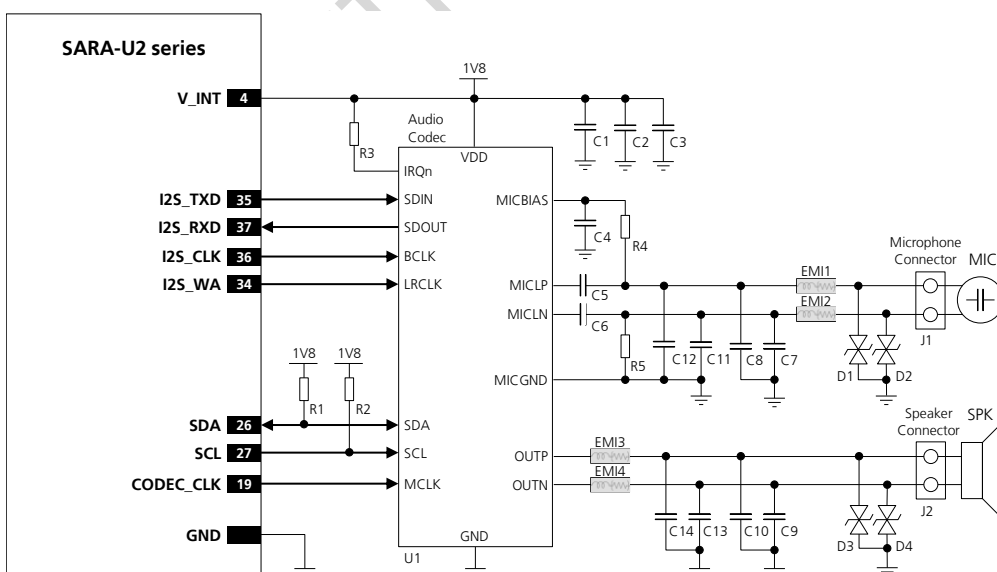 SARA-U2 series
1V8
V_INT 4
Audio
Codec
C1 C2 C3
R3
VDD
IRQn
I2S_TXD 35 SDIN MICBIAS
I2S_RXD 37 SDOUT
C4 R4
I2S_CLK 36 BCLK
Microphone
Connector MIC
I2S_WA 34 LRCLK MICLP
EMI1
C5
MICLN EMI2
C6
J1
1V8 1V8
R5 C12 C11 C8 C7
MICGND D1 D2
R1 R2
SDA 26 SDA
Speaker
Connector SPK
SCL 27 SCL OUTP
EMI3
EMI4
CODEC_CLK 19 MCLK OUTN
J2
C14 C13 C10 C9
GND GND D3 D4
U1